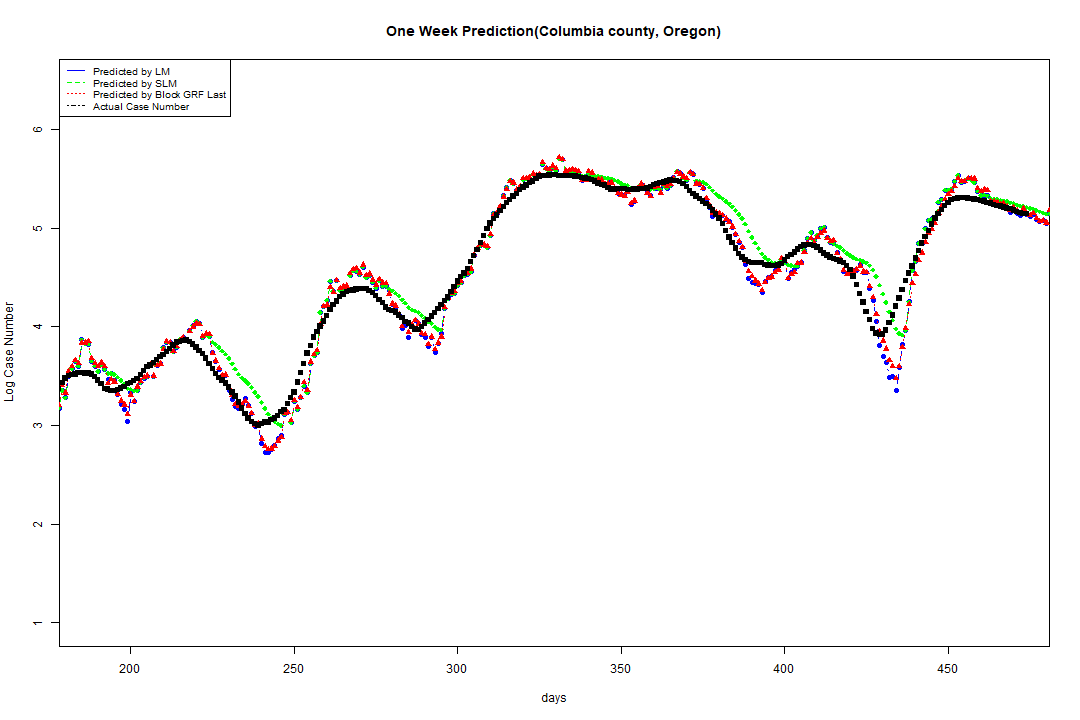 One Week Prediction(Columbia county, Oregon)
Predicted by LM
Predicted by SLM
Predicted by Block GRF Last
Actual Case Number
6
5
4
3
2
1
Log Case Number
200 250 300 350 400 450
days